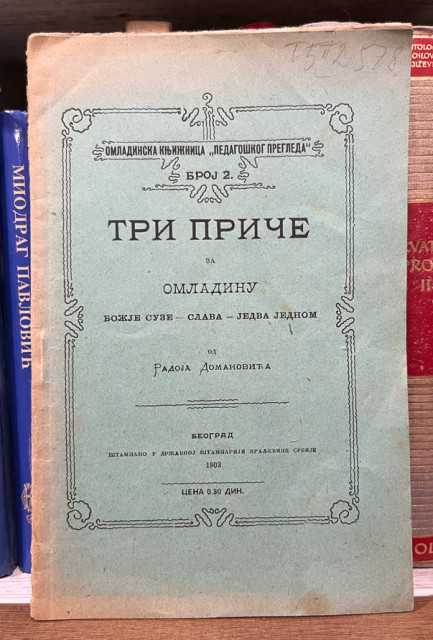 ОМЛАДИНСКА КЊИЖНИЦА „ПЕДАГОШКОГ ПРЕГЛЕДА“
БРОЈ 2.
ТРИ ПРИЧЕ
ЗА
ОМЛАДИНУ
БОЖЈЕ СУЗЕ — СЛАВА — ЈЕДВА ЈЕДНОМ
ОД
РАДОЈА ДОМАНОВИЋА
БЕОГРАД
ШТАМПАНО У ДРЖАВНОЈ ШТАМПАРИЈИ КРАЉЕВИНЕ СРБИЈЕ
1903
ЦЕНА 0.30 ДИН.
МИОДРАГ ПАВЛОВИЋ